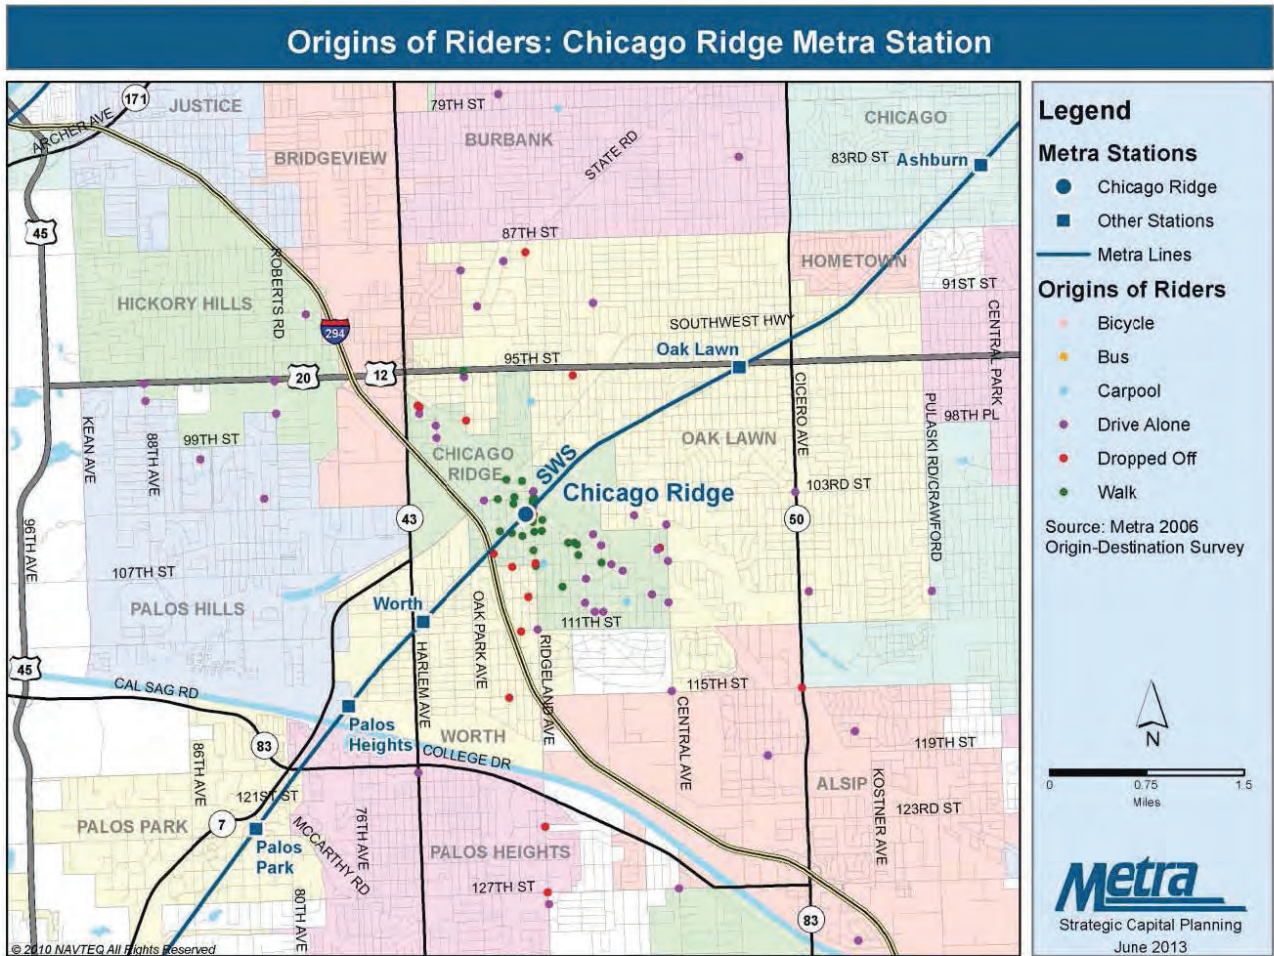 Origins of Riders: Chicago Ridge Metra Station
171
JUSTICE
ARCHER AVE
BRIDGEVIEW
79TH ST
BURBANK
STATE RD
CHICAGO
83RD ST
Ashburn
45
87TH ST
ROBERTS RD
HICKORY HILLS
HOMETOWN
91ST ST
294
SOUTHWEST HWY
CENTRAL PARK
Oak Lawn
95TH ST
20
12
KEAN AVE
88TH AVE
99TH ST
CICERO AVE
PULASKI RD/CRAWFORD
98TH PL
OAK LAWN
CHICAGO
RIDGE
SWS
Chicago Ridge
103RD ST
43
50
96TH AVE
107TH ST
PALOS HILLS
Worth
OAK PARK AVE
111TH ST
HARLEM AVE
RIDGELAND AVE
45
CAL SAG RD
115TH ST
CENTRAL AVE
Palos
Heights
WORTH
83
COLLEGE DR
119TH ST
86TH AVE
121ST ST
ALSIP
KOSTNER AVE
123RD ST
PALOS PARK
7
MCCARTHY RD
76TH AVE
Palos
Park
PALOS HEIGHTS
127TH ST
80TH AVE
83
© 2010 NAVTEQ All Rights Reserved
Legend
Metra Stations
Chicago Ridge
Other Stations
Metra Lines
Origins of Riders
Bicycle
Bus
Carpool
Drive Alone
Dropped Off
Walk
Source: Metra 2006
Origin-Destination Survey
N
0 0.75 1.5
Miles
Metra
Strategic Capital Planning
June 2013